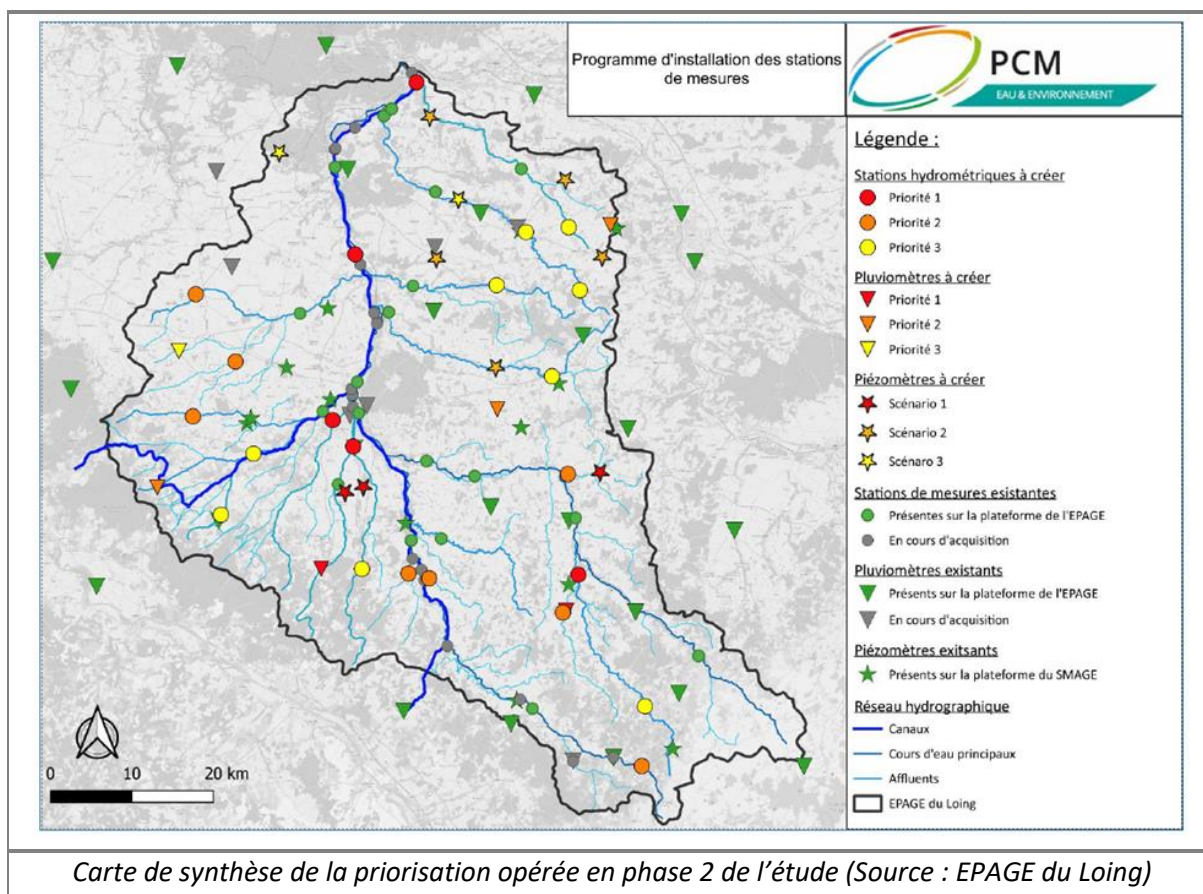 Programme d'installation des stations
de mesures
PCM
EAU & ENVIRONNEMENT
Légende :
Stations hydrométriques à créer
Priorité 1
Priorité 2
Priorité 3
Pluviomètres à créer
Priorité 1
Priorité 2
Priorité 3
Piézomètres à créer
Scénario 1
Scénario 2
Scénaro 3
Stations de mesures esistantes
Présentes sur la plateforme de l'EPAGE
En cours d'acquisition
Pluviomètres existants
Présents sur la plateforme de l'EPAGE
En cours d'acquisition
Piézomètres exitsants
Présents sur la plateforme du SMAGE
Réseau hydrographique
Canaux
Cours d'eau principaux
Affluents
EPAGE du Loing
0 10 20 km
Carte de synthèse de la priorisation opérée en phase 2 de l’étude (Source : EPAGE du Loing)